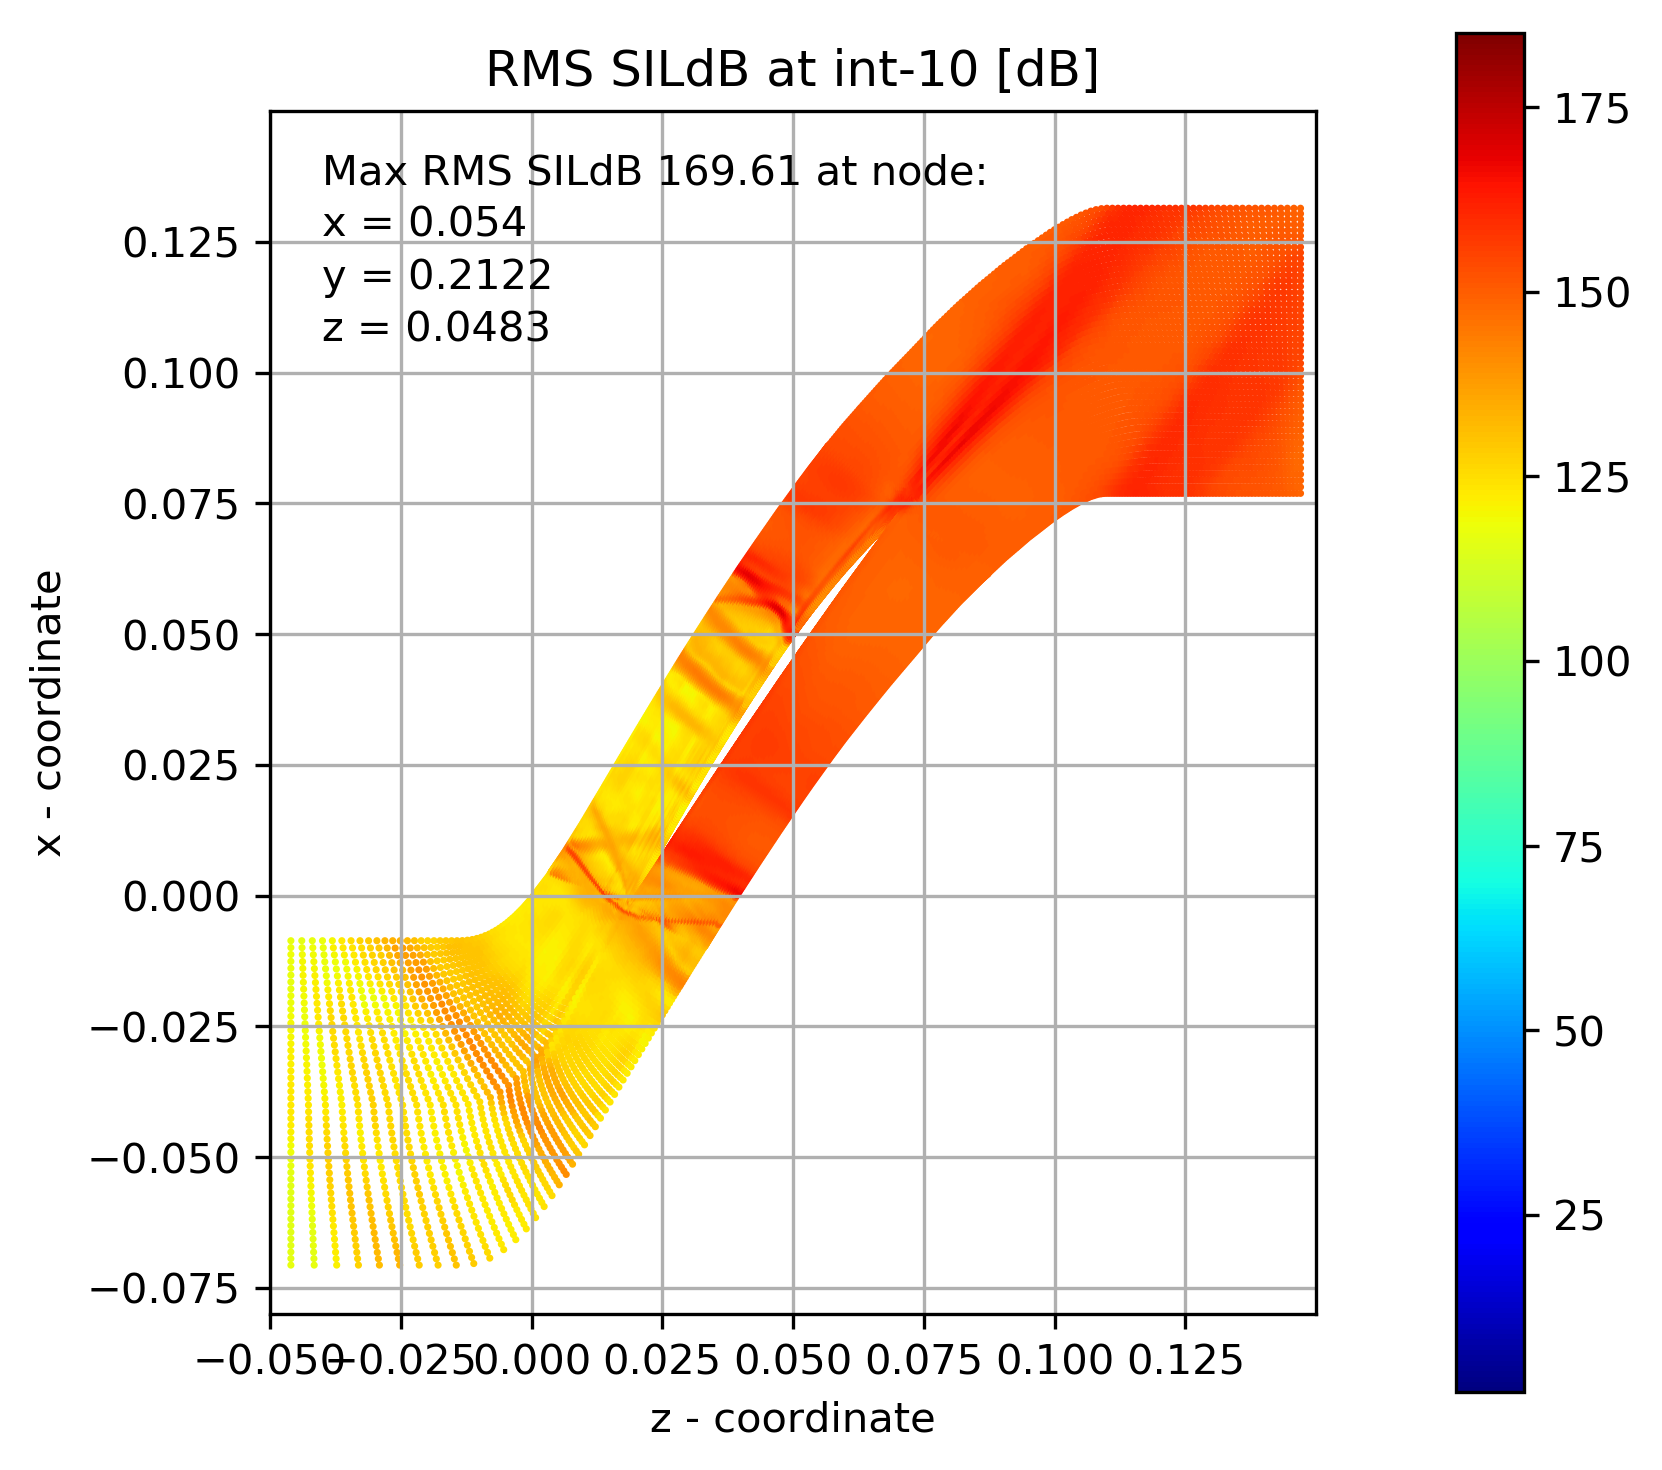 RMS SILdB at int-10 [dB]
Max RMS SILdB 169.61 at node:
x = 0.054
y = 0.2122
z = 0.0483
x - coordinate
0.125
0.100
0.075
0.050
0.025
0.000
−0.025
−0.050
−0.075
−0.050 −0.025 0.000 0.025 0.050 0.075 0.100 0.125
z - coordinate
175
150
125
100
75
50
25